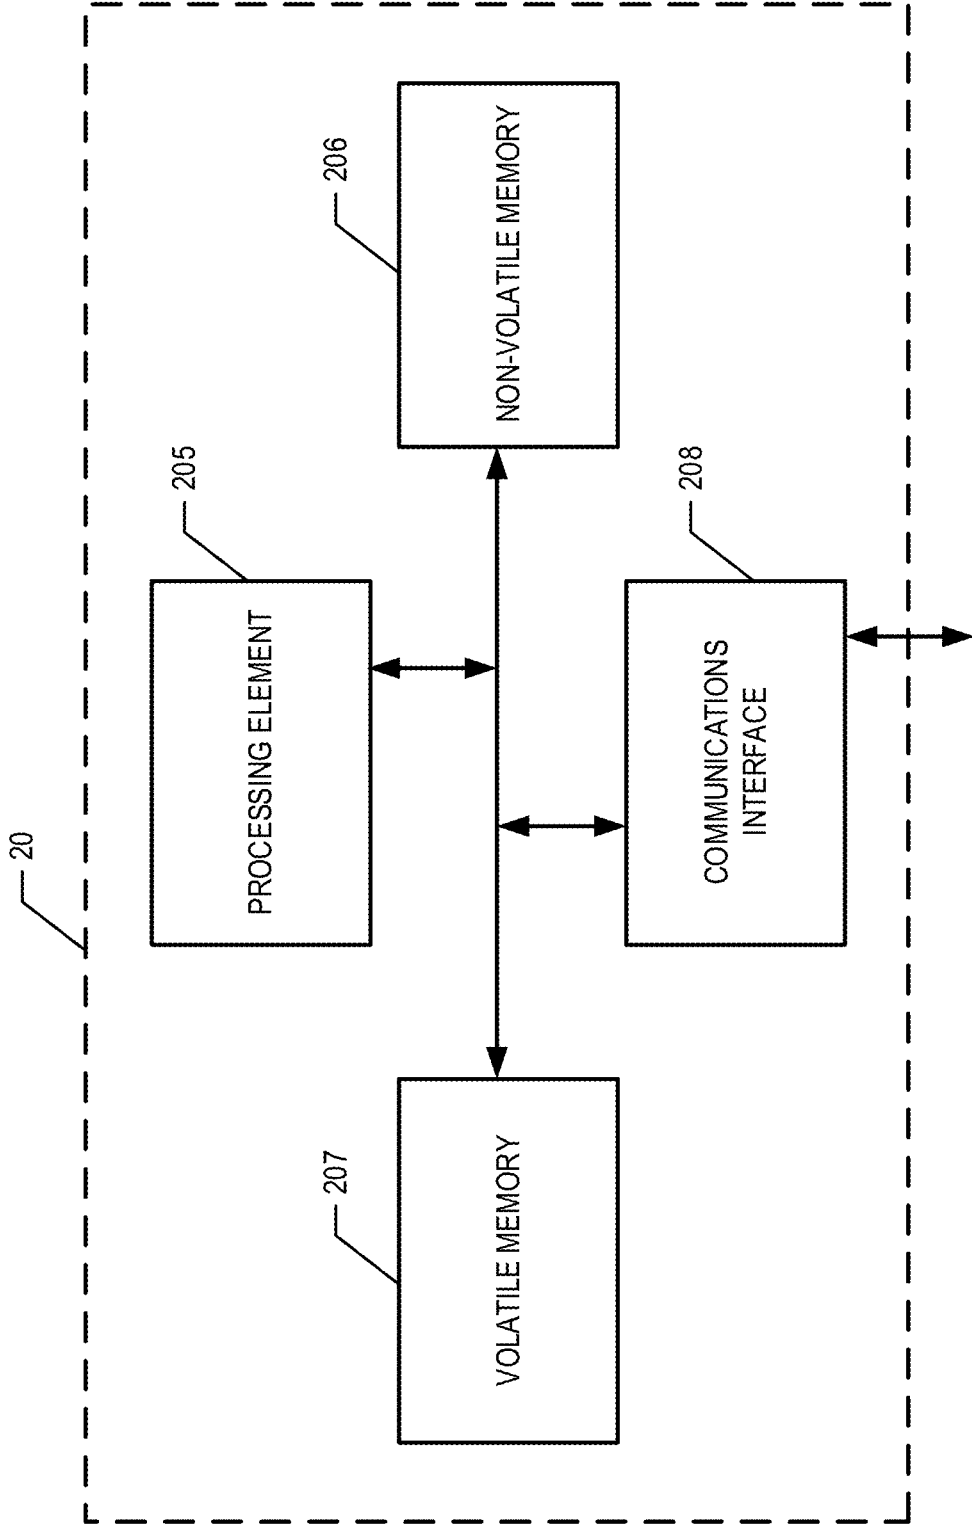 20
205
PROCESSING ELEMENT
207
VOLATILE MEMORY
206
NON-VOLATILE MEMORY
208
COMMUNICATIONS
INTERFACE